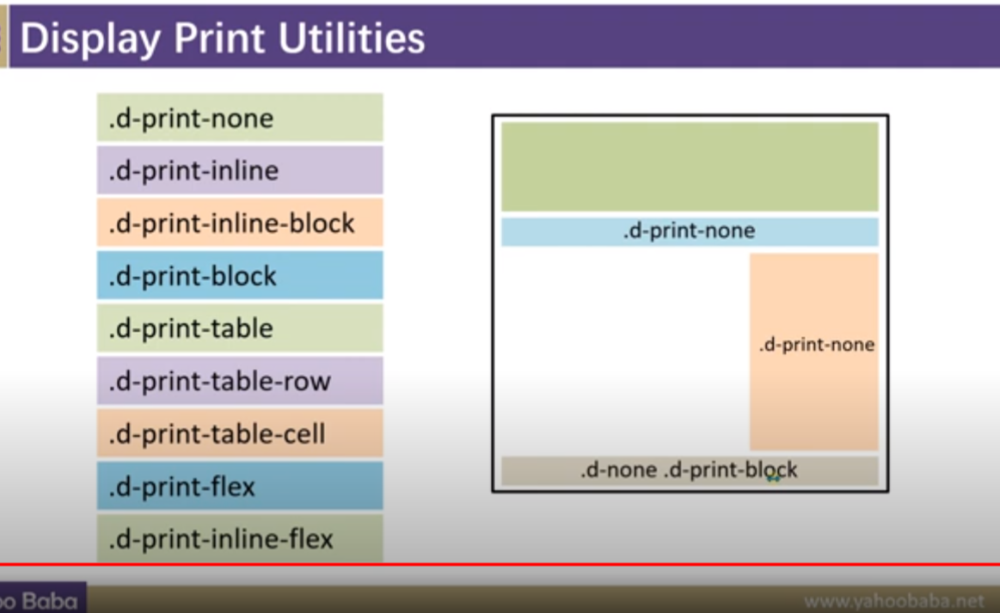 Display Print Utilities
.d-print-none
.d-print-inline
.d-print-inline-block
.d-print-block
.d-print-table
.d-print-table-row
.d-print-table-cell
.d-print-flex
.d-print-inline-flex
.d-print-none
.d-print-none
.d-none .d-print-block
oo Baba
www.yahoobaba.net